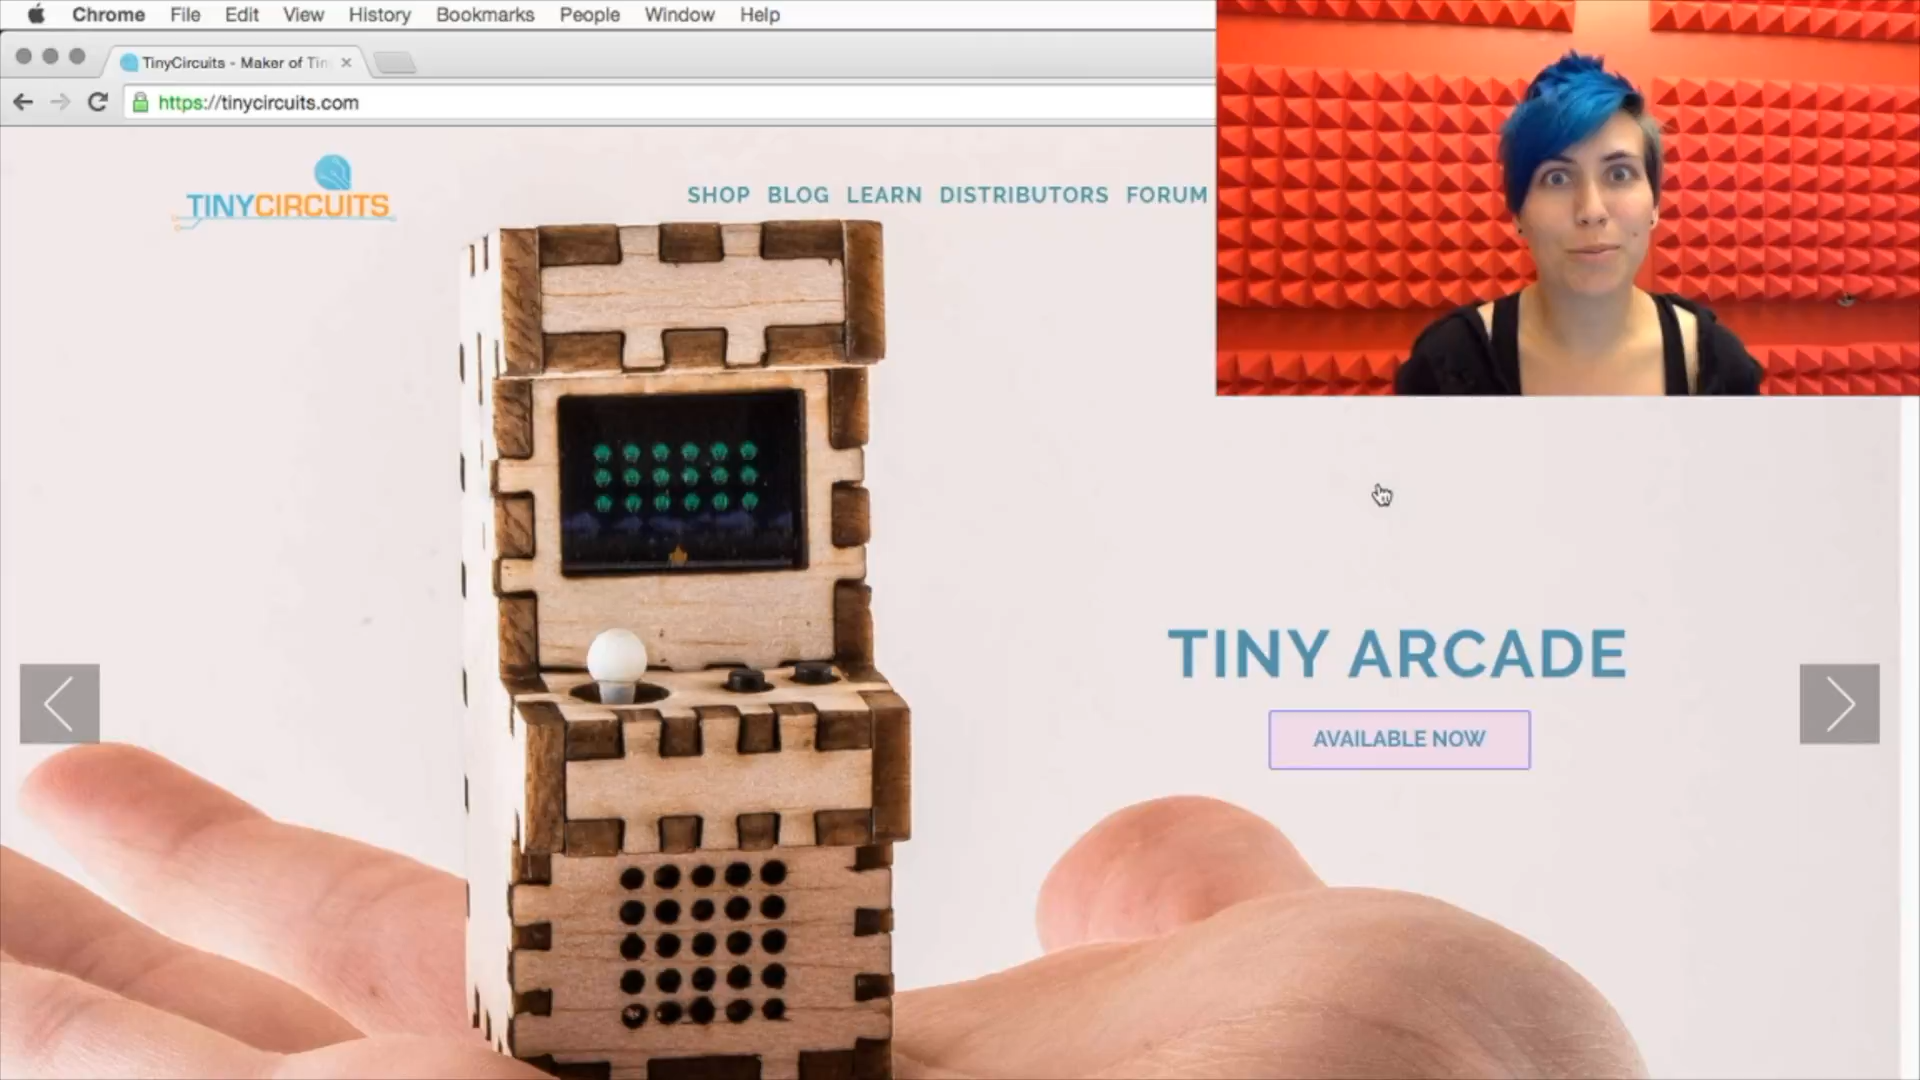 Chrome File Edit View History Bookmarks People Window Help
TinyCircuits - Maker of Tin
https://tinycircuits.com
TINYCIRCUITS
SHOP BLOG LEARN DISTRIBUTORS FORUM
TINY ARCADE
AVAILABLE NOW